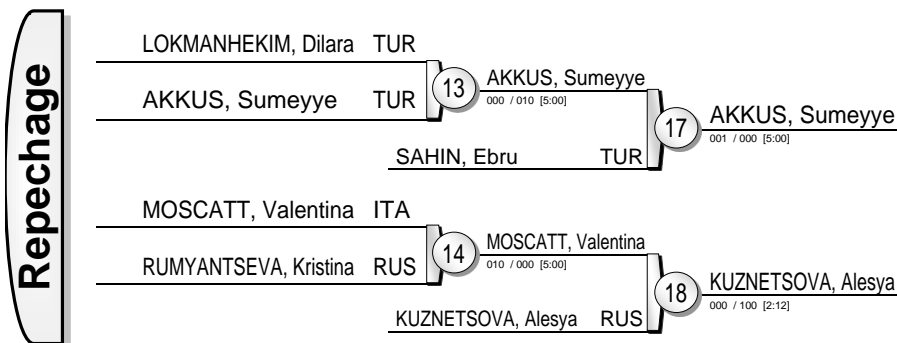 Repechage
LOKMANHEKIM, Dilara TUR
AKKUS, Sumeyye TUR
13
AKKUS, Sumeyye
000 / 010 [5:00]
SAHIN, Ebru TUR
17
AKKUS, Sumeyye
001 / 000 [5:00]
MOSCATT, Valentina ITA
RUMYANTSEVA, Kristina RUS
14
MOSCATT, Valentina
010 / 000 [5:00]
KUZNETSOVA, Alesya RUS
18
KUZNETSOVA, Alesya
000 / 100 [2:12]